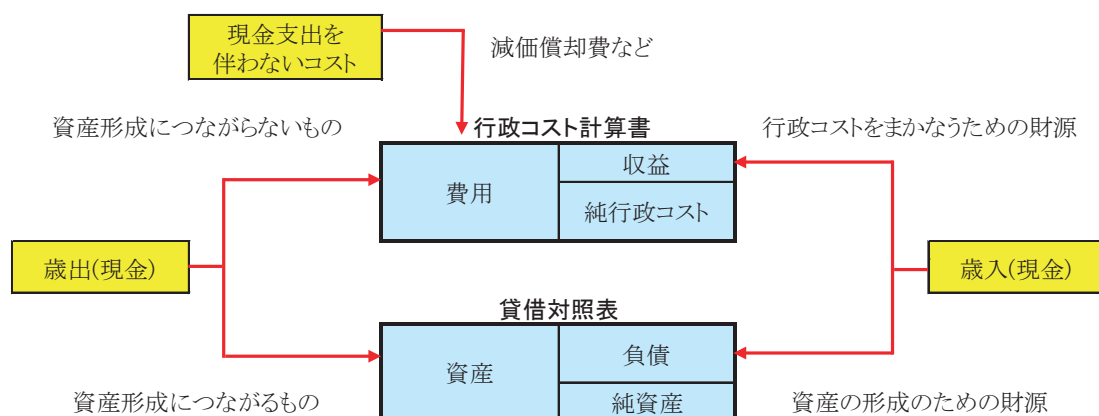 現金支出を
伴わないコスト
減価償却費など
資産形成につながらないもの
行政コスト計算書
行政コストをまかなうための財源
費用
収益
純行政コスト
歳出(現金)
歳入(現金)
貸借対照表
資産
負債
純資産
資産形成につながるもの
資産の形成のための財源